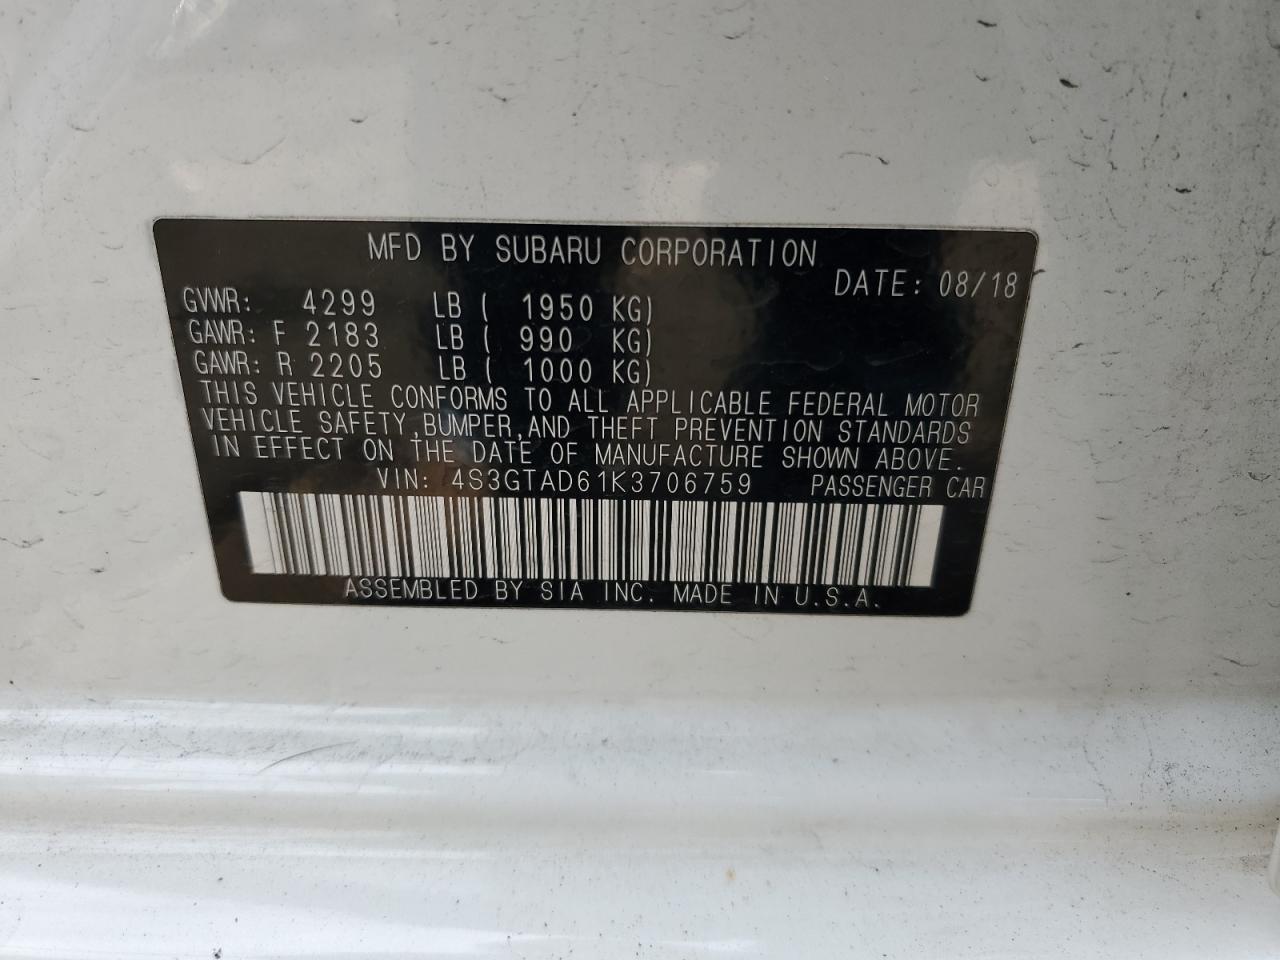 MFD BY SUBARU CORPORATION
DATE: 08/18
GVWR: 4299 LB ( 1950 KG)
GAWR: F 2183 LB ( 990 KG)
GAWR: R 2205 LB ( 1000 KG)
THIS VEHICLE CONFORMS TO ALL APPLICABLE FEDERAL MOTOR
VEHICLE SAFETY,BUMPER,AND THEFT PREVENTION STANDARDS
IN EFFECT ON THE DATE OF MANUFACTURE SHOWN ABOVE.
VIN: 4S3GTAD61K3706759 PASSENGER CAR
ASSEMBLED BY SIA INC. MADE IN U.S.A.